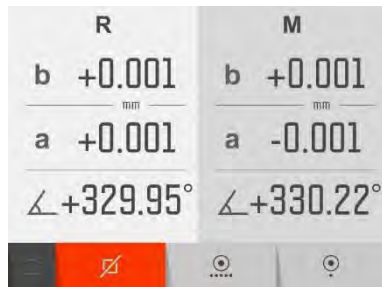 R M
b +0.001 b +0.001
mm mm
a +0.001 a -0.001
∠+329.95° ∠+330.22°